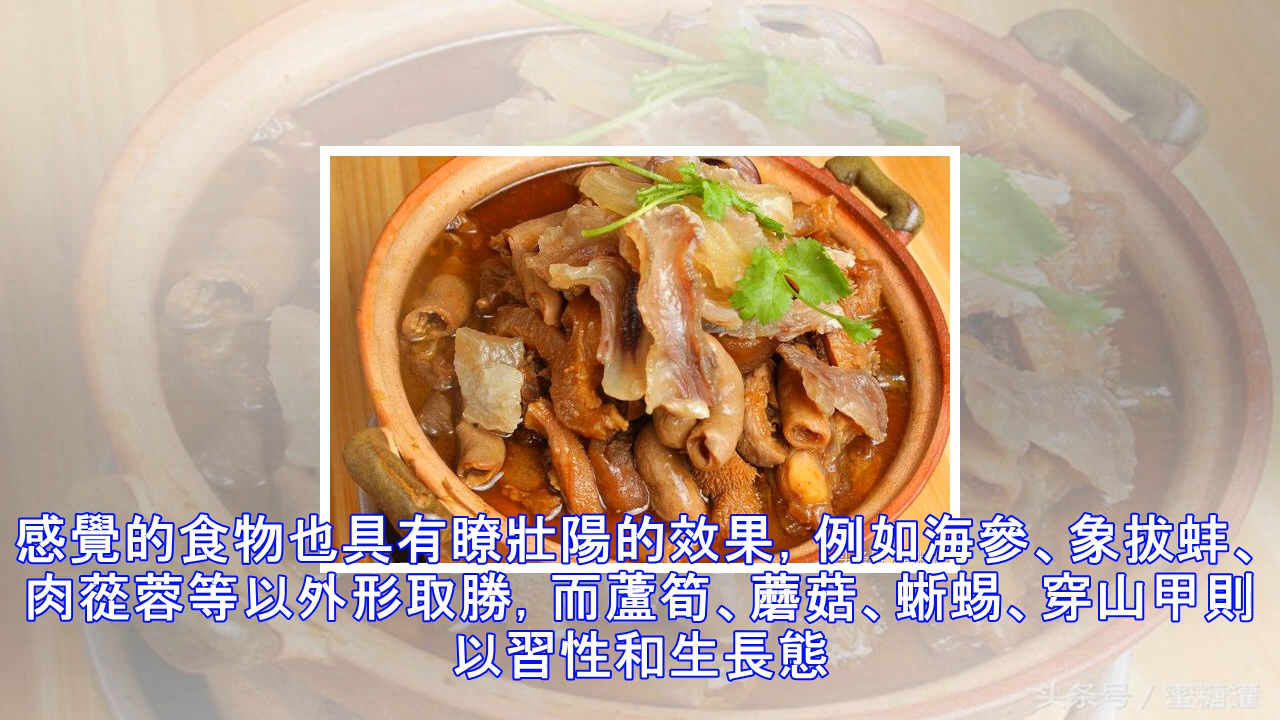 感覺的食物也具有瞭壯陽的效果，例如海參、象拔蚌、
肉蓯蓉等以外形取勝，而蘆筍、蘑菇、蜥蜴、穿山甲則
以習性和生長態
头条号 / 蜜糖罐